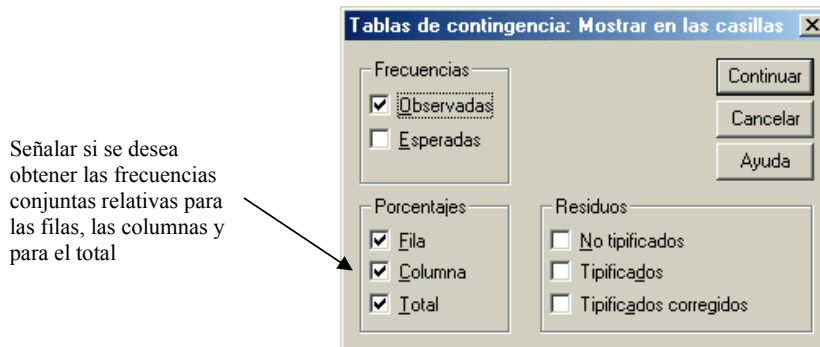 Tablas de contingencia: Mostrar en las casillas
Frecuencias
Observadas
Esperadas
Continuar
Cancelar
Ayuda
Señalar si se desea
obtener las frecuencias
conjuntas relativas para
las filas, las columnas y
para el total
Porcentajes
Fila
Columna
Total
Residuos
No tipificados
Tipificados
Tipificados corregidos